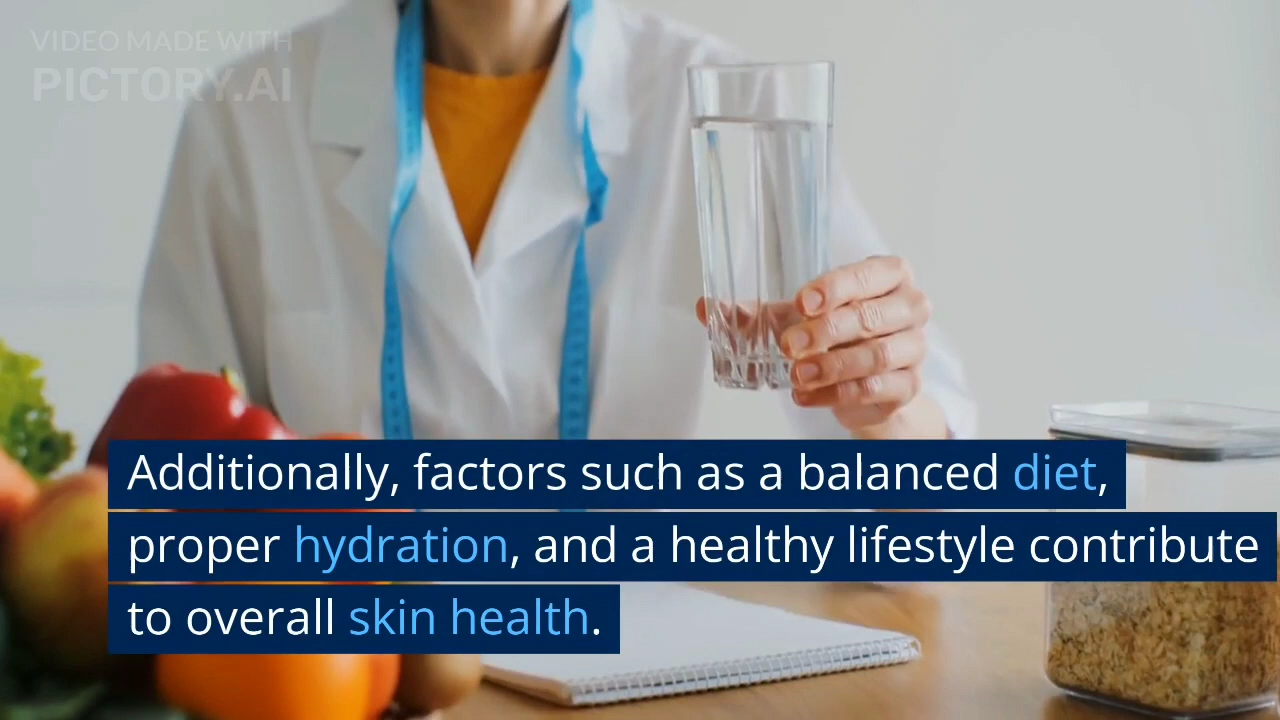 VIDEO MADE WITH
PICTORY.AI
Additionally, factors such as a balanced diet,
proper hydration, and a healthy lifestyle contribute
to overall skin health.